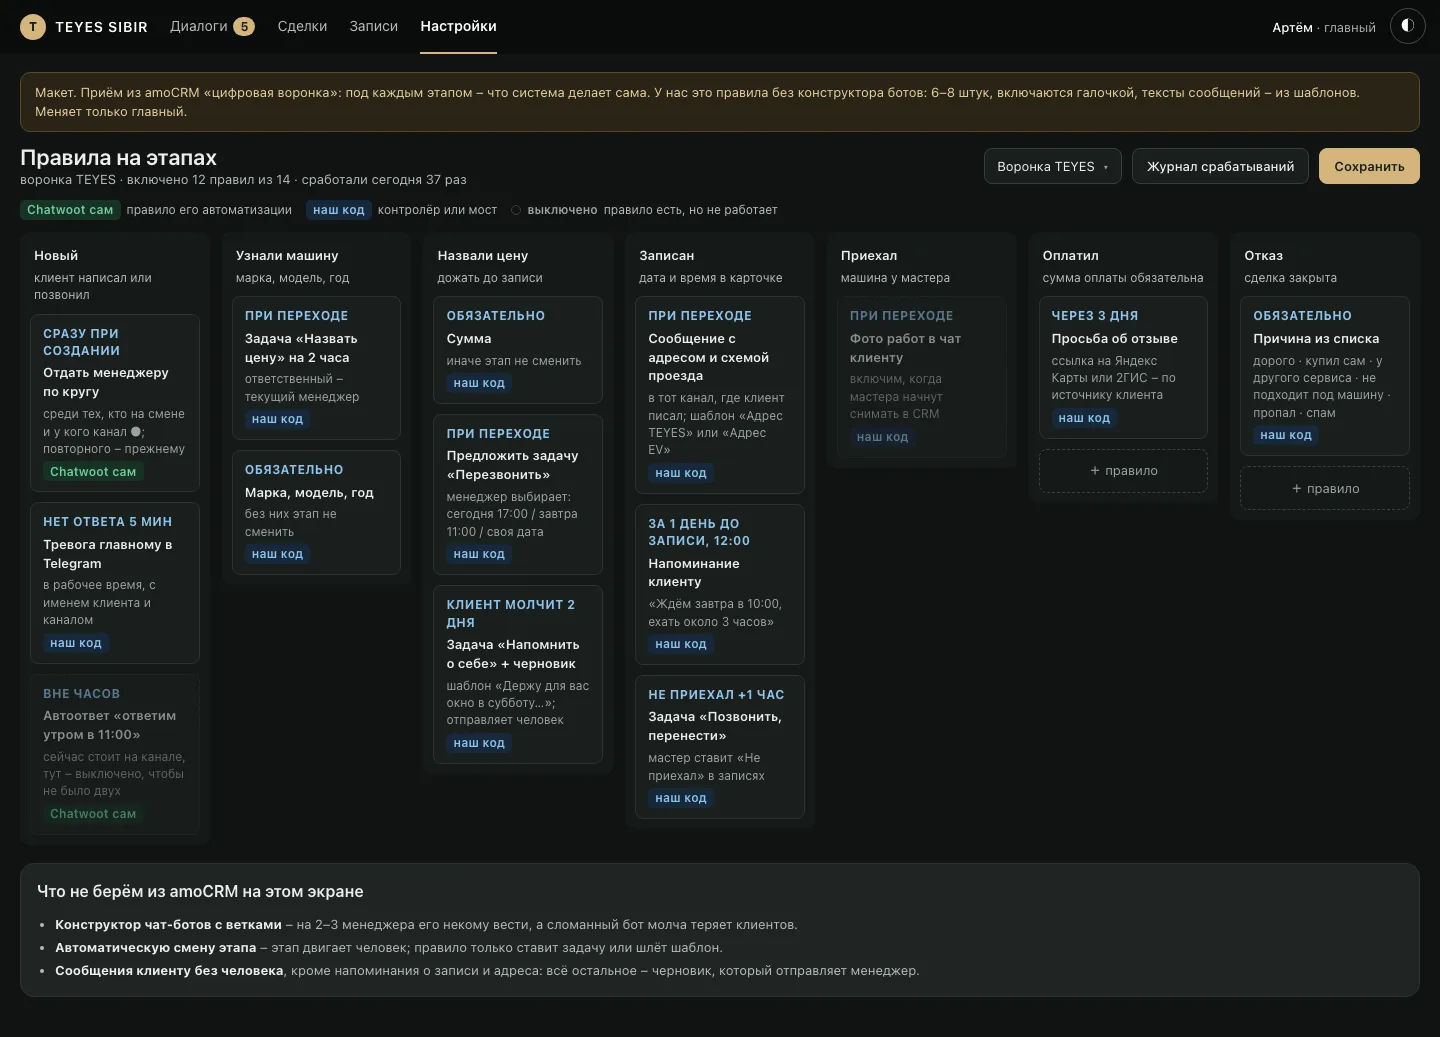 T TEYES SIBIR Диалоги 5 Сделки Записи Настройки Артём · главный
Макет. Приём из amoCRM «цифровая воронка»: под каждым этапом – что система делает сама. У нас это правила без конструктора ботов: 6–8 штук, включаются галочкой, тексты сообщений – из шаблонов.
Меняет только главный.
Правила на этапах
воронка TEYES · включено 12 правил из 14 · сработали сегодня 37 раз
Воронка TEYES
Журнал срабатываний
Сохранить
Chatwoot сам правило его автоматизации наш код контролёр или мост выключено правило есть, но не работает
Новый
клиент написал или
позвонил
СРАЗУ ПРИ
СОЗДАНИИ
Отдать менеджеру
по кругу
среди тех, кто на смене
и у кого канал ●;
повторного – прежнему
Chatwoot сам
НЕТ ОТВЕТА 5 МИН
Тревога главному в
Telegram
в рабочее время, с
именем клиента и
каналом
наш код
ВНЕ ЧАСОВ
Автоответ «ответим
утром в 11:00»
сейчас стоит на канале,
тут – выключено, чтобы
не было двух
Chatwoot сам
Узнали машину
марка, модель, год
ПРИ ПЕРЕХОДЕ
Задача «Назвать
цену» на 2 часа
ответственный –
текущий менеджер
наш код
ОБЯЗАТЕЛЬНО
Марка, модель, год
без них этап не
сменить
наш код
Назвали цену
дожать до записи
ОБЯЗАТЕЛЬНО
Сумма
иначе этап не сменить
наш код
ПРИ ПЕРЕХОДЕ
Предложить задачу
«Перезвонить»
менеджер выбирает:
сегодня 17:00 / завтра
11:00 / своя дата
наш код
КЛИЕНТ МОЛЧИТ 2
ДНЯ
Задача «Напомнить
о себе» + черновик
шаблон «Держу для вас
окно в субботу…»;
отправляет человек
наш код
Записан
дата и время в карточке
ПРИ ПЕРЕХОДЕ
Сообщение с
адресом и схемой
проезда
в тот канал, где клиент
писал; шаблон «Адрес
TEYES» или «Адрес
EV»
наш код
ЗА 1 ДЕНЬ ДО
ЗАПИСИ, 12:00
Напоминание
клиенту
«Ждём завтра в 10:00,
ехать около 3 часов»
наш код
НЕ ПРИЕХАЛ +1 ЧАС
Задача «Позвонить,
перенести»
мастер ставит «Не
приехал» в записях
наш код
Приехал
машина у мастера
ПРИ ПЕРЕХОДЕ
Фото работ в чат
клиенту
включим, когда
мастера начнут
снимать в CRM
наш код
Оплатил
сумма оплаты обязательна
ЧЕРЕЗ 3 ДНЯ
Просьба об отзыве
ссылка на Яндекс
Карты или 2ГИС – по
источнику клиента
наш код
+ правило
Отказ
сделка закрыта
ОБЯЗАТЕЛЬНО
Причина из списка
дорого · купил сам · у
другого сервиса · не
подходит под машину ·
пропал · спам
наш код
+ правило
Что не берём из amoCRM на этом экране
• Конструктор чат-ботов с ветками – на 2–3 менеджера его некому вести, а сломанный бот молча теряет клиентов.
• Автоматическую смену этапа – этап двигает человек; правило только ставит задачу или шлёт шаблон.
• Сообщения клиенту без человека, кроме напоминания о записи и адреса: всё остальное – черновик, который отправляет менеджер.